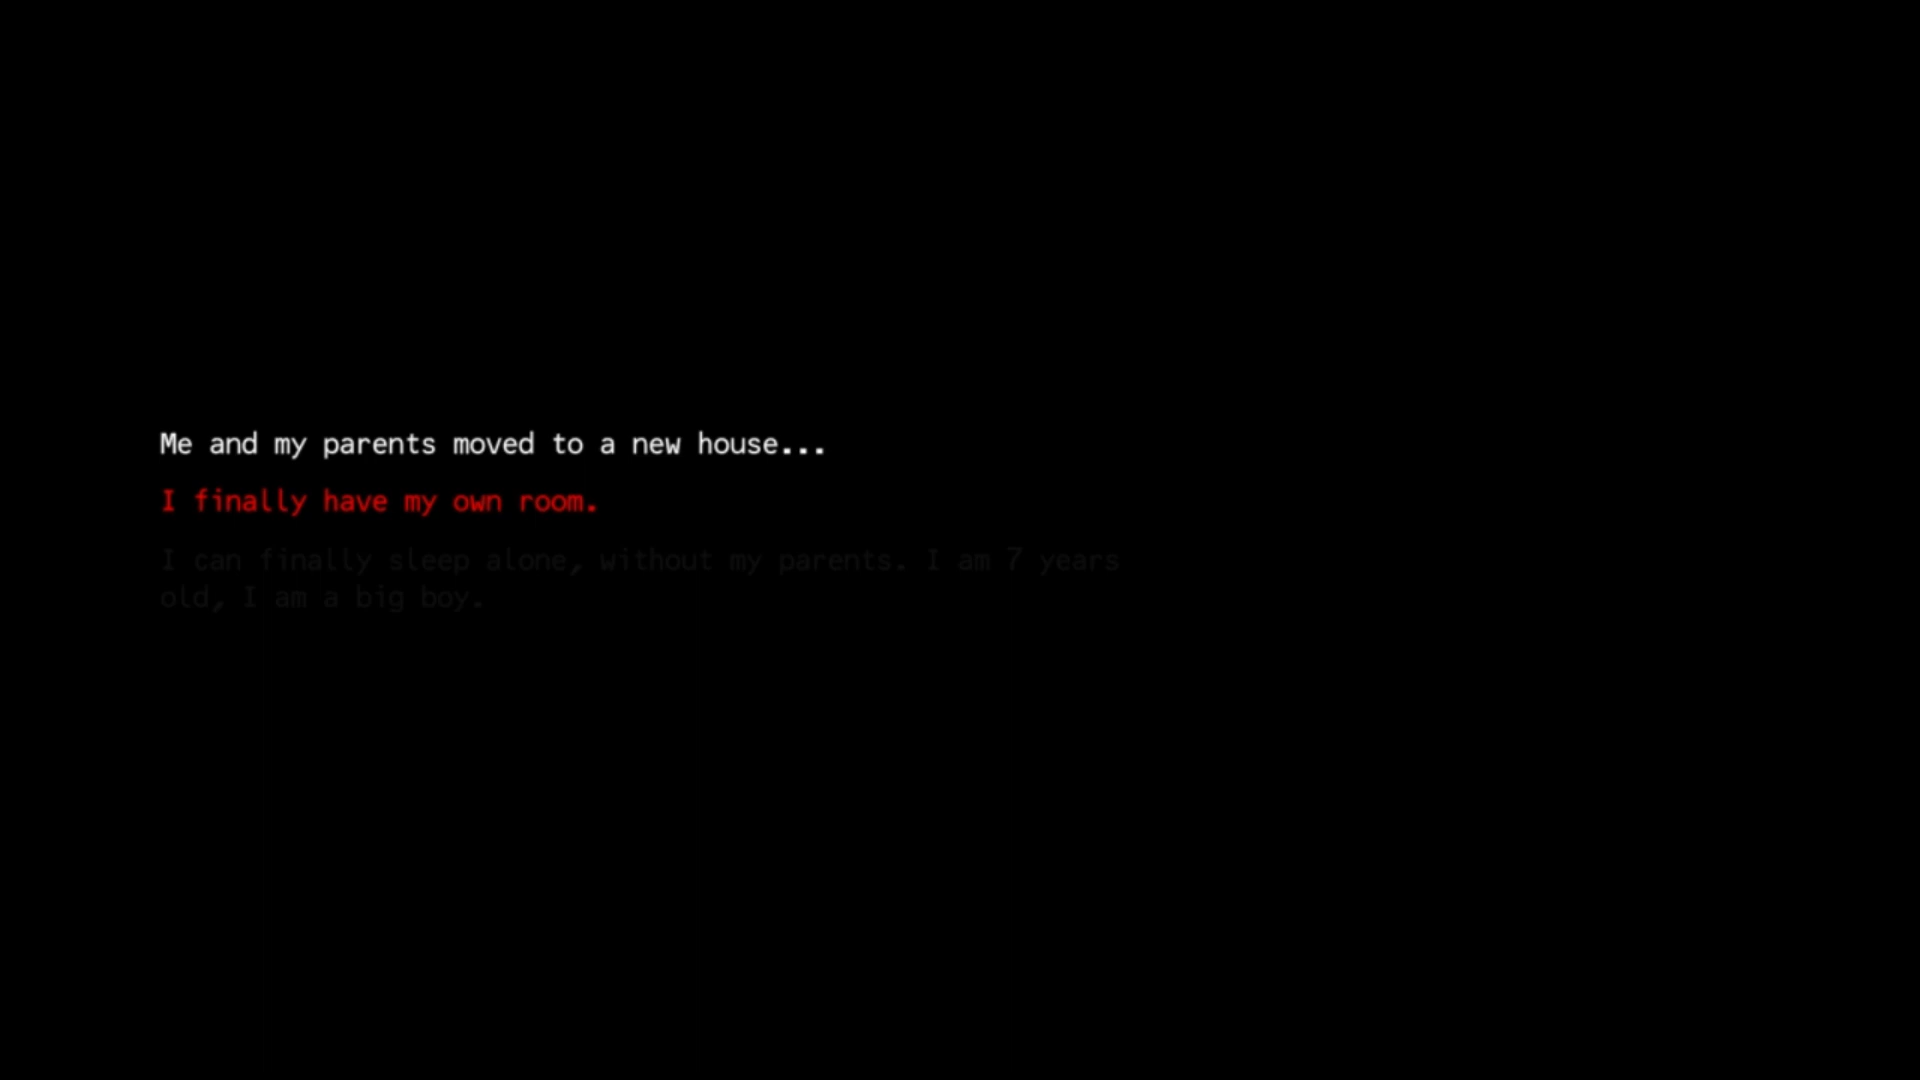 Me and my parents moved to a new house...
I finally have my own room.
I can finally sleep alone, without my parents. I am 7 years
old, I am a big boy.